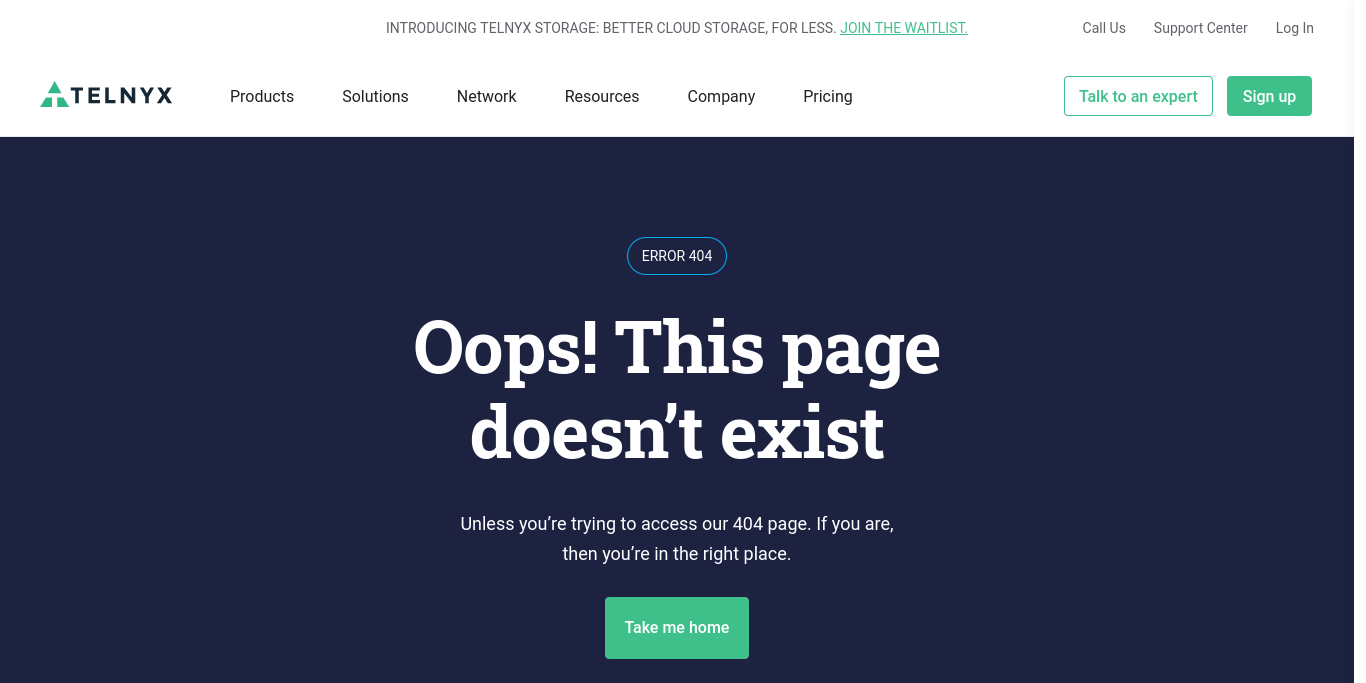 INTRODUCING TELNYX STORAGE: BETTER CLOUD STORAGE, FOR LESS. JOIN THE WAITLIST.
Call Us Support Center Log In
TELNYX Products Solutions Network Resources Company Pricing Talk to an expert Sign up
ERROR 404
Oops! This page
doesn’t exist
Unless you’re trying to access our 404 page. If you are,
then you’re in the right place.
Take me home